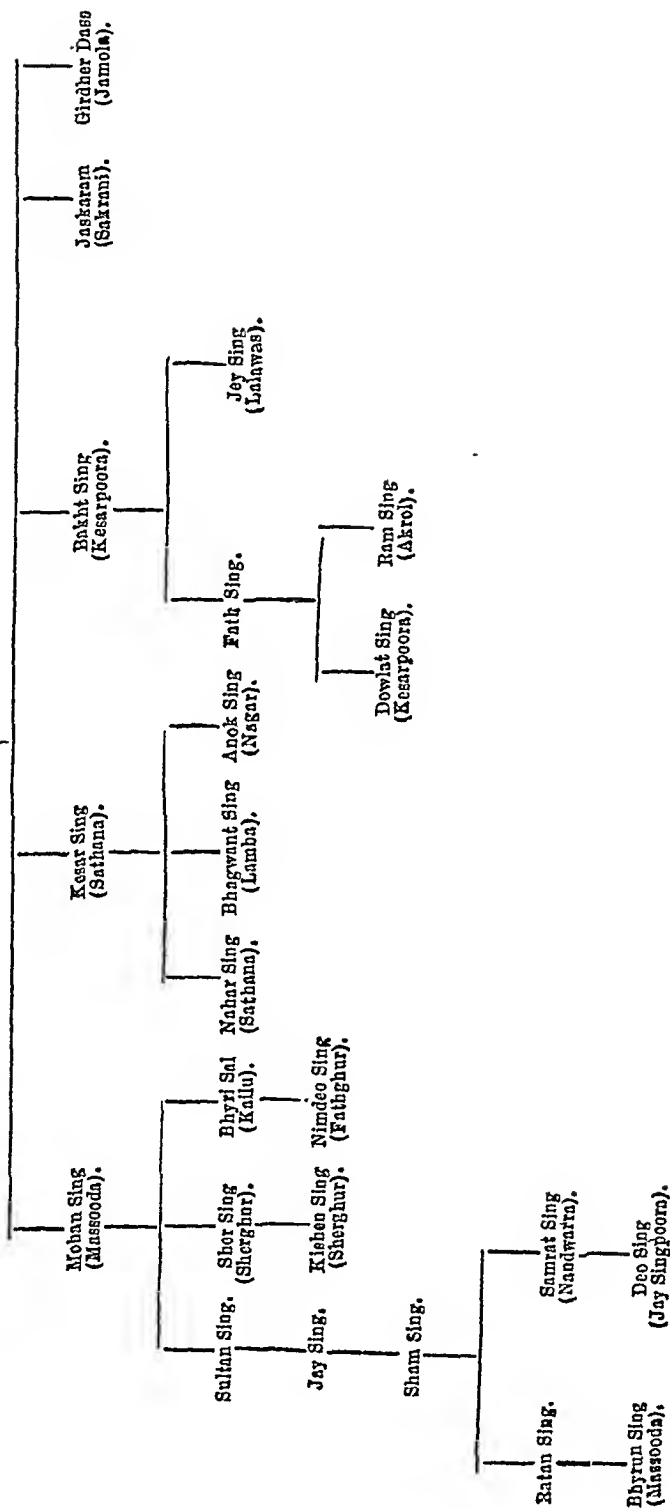 Mohan Sing
(Massooda).
Kesar Sing
(Sathana).
Bakht Sing
(Kesarpoora).
Jaskaram
(Sakrani).
Girdher Dass
(Jamola).
Sultan Sing.
Sher Sing
(Sherghur).
Bhyri Sal
(Kailu).
Nahar Sing
(Sathana).
Bhagwant Sing
(Lamba).
Anok Sing
(Nagar).
Fath Sing.
Jey Sing
(Lalawas).
Jay Sing.
Kishen Sing
(Sherghur).
Nimdeo Sing
(Fathghur).
Dowlat Sing
(Kesarpoora).
Ram Sing
(Akrol).
Sham Sing.
Ratan Sing.
Samrat Sing
(Nandwarra).
Bhyrun Sing
(Massooda).
Deo Sing
(Jay Singpoora).